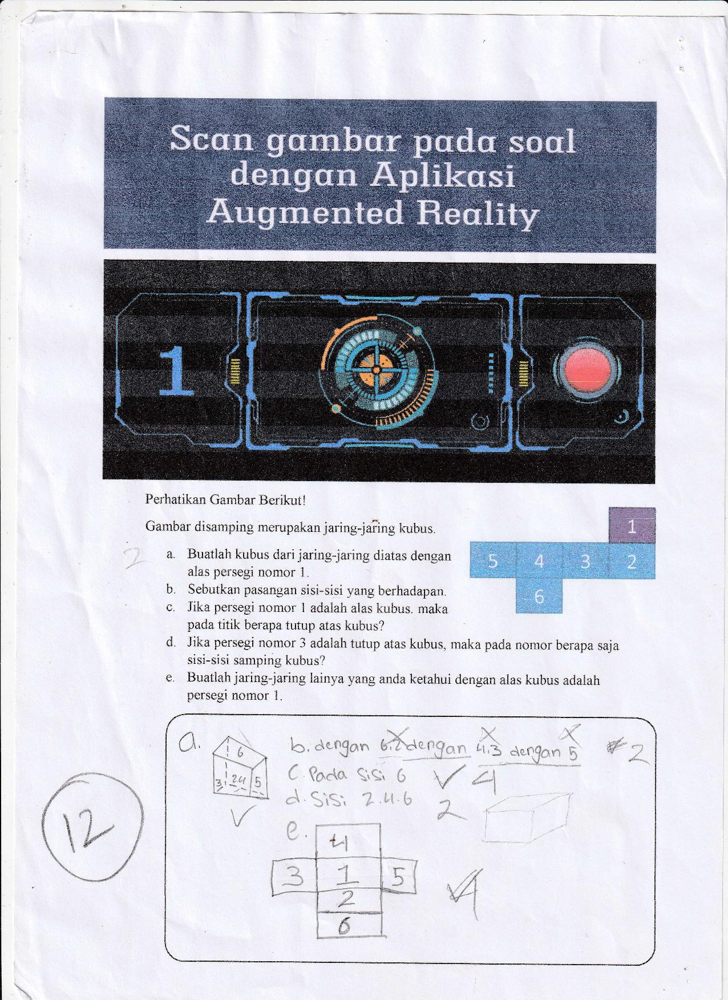 Scan gambar pada soal
dengan Aplikasi
Augmented Reality
1
Perhatikan Gambar Berikut!
Gambar disamping merupakan jaring-jaring kubus.
2
a. Buatlah kubus dari jaring-jaring diatas dengan
alas persegi nomor 1.
b. Sebutkan pasangan sisi-sisi yang berhadapan.
c. Jika persegi nomor 1 adalah alas kubus. maka
pada titik berapa tutup atas kubus?
d. Jika persegi nomor 3 adalah tutup atas kubus, maka pada nomor berapa saja
sisi-sisi samping kubus?
e. Buatlah jaring-jaring lainya yang anda ketahui dengan alas kubus adalah
persegi nomor 1.
1
5 4 3 2
6
a.
6
3 24 5
b. dengan 6.2 dengan 4.3 dengan 5 2
C. Pada sisi 6 4
d. Sisi 2.4.6 2
e.
4
3 1 5
2
6
4
12